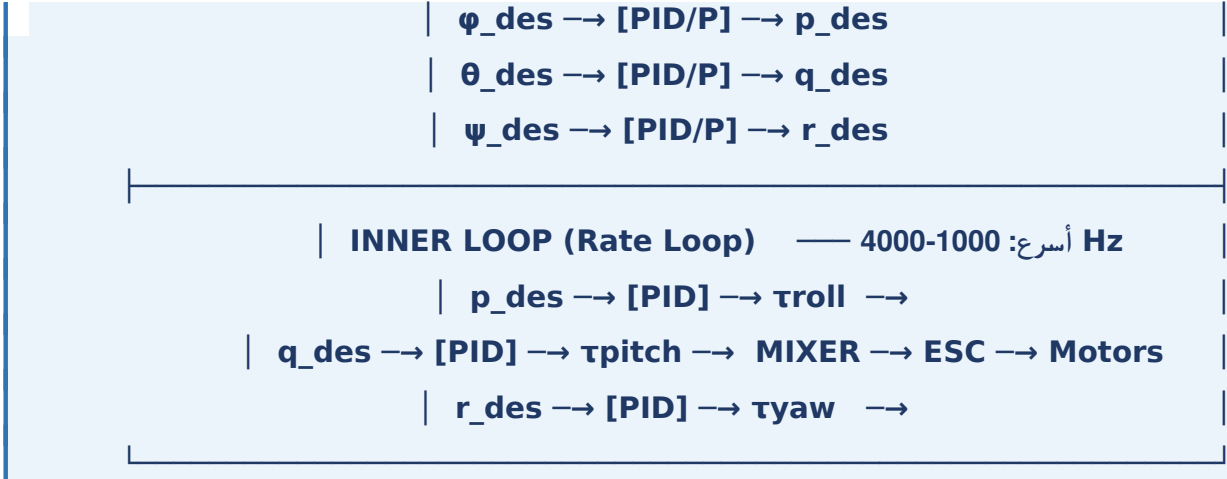 │ φ_des ─→ [PID/P] ─→ p_des │
│ θ_des ─→ [PID/P] ─→ q_des │
│ ψ_des ─→ [PID/P] ─→ r_des │
│ INNER LOOP (Rate Loop) ── أسرع: 1000-4000 Hz │
│ p_des ─→ [PID] ─→ τroll ─→ │
│ q_des ─→ [PID] ─→ τpitch ─→ MIXER ─→ ESC ─→ Motors │
│ r_des ─→ [PID] ─→ τyaw ─→ │